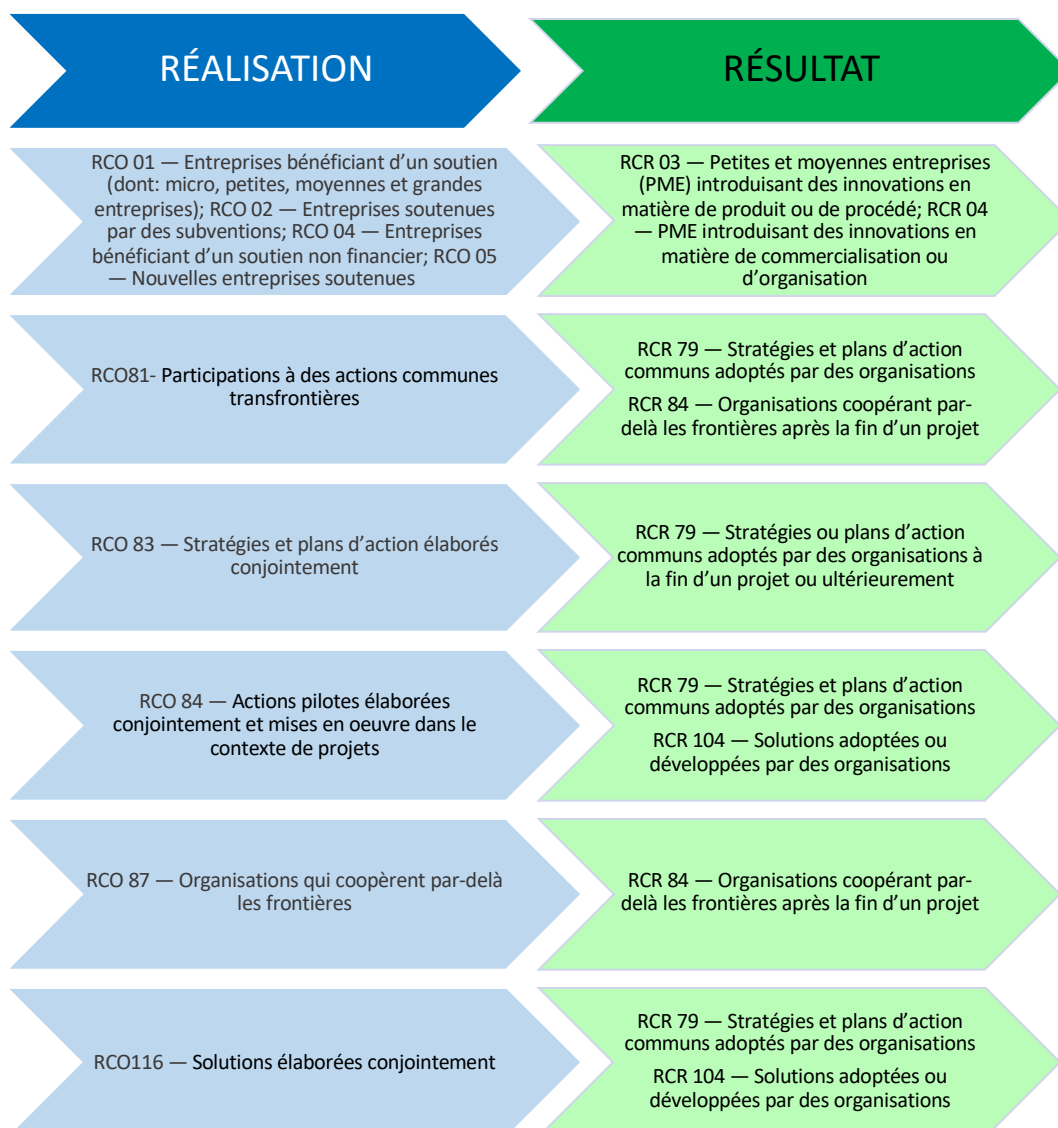 RÉALISATION
RÉSULTAT
RCO 01 — Entreprises bénéficiant d’un soutien
(dont: micro, petites, moyennes et grandes
entreprises); RCO 02 — Entreprises soutenues
par des subventions; RCO 04 — Entreprises
bénéficiant d’un soutien non financier; RCO 05
— Nouvelles entreprises soutenues
RCR 03 — Petites et moyennes entreprises
(PME) introduisant des innovations en
matière de produit ou de procédé; RCR 04
— PME introduisant des innovations en
matière de commercialisation ou
d’organisation
RCO81- Participations à des actions communes
transfrontières
RCR 79 — Stratégies et plans d’action
communs adoptés par des organisations
RCR 84 — Organisations coopérant par-
delà les frontières après la fin d’un projet
RCO 83 — Stratégies et plans d’action élaborés
conjointement
RCR 79 — Stratégies ou plans d’action
communs adoptés par des organisations à
la fin d’un projet ou ultérieurement
RCO 84 — Actions pilotes élaborées
conjointement et mises en oeuvre dans le
contexte de projets
RCR 79 — Stratégies et plans d’action
communs adoptés par des organisations
RCR 104 — Solutions adoptées ou
développées par des organisations
RCO 87 — Organisations qui coopèrent par-delà
les frontières
RCR 84 — Organisations coopérant par-
delà les frontières après la fin d’un projet
RCO116 — Solutions élaborées conjointement
RCR 79 — Stratégies et plans d’action
communs adoptés par des organisations
RCR 104 — Solutions adoptées ou
développées par des organisations